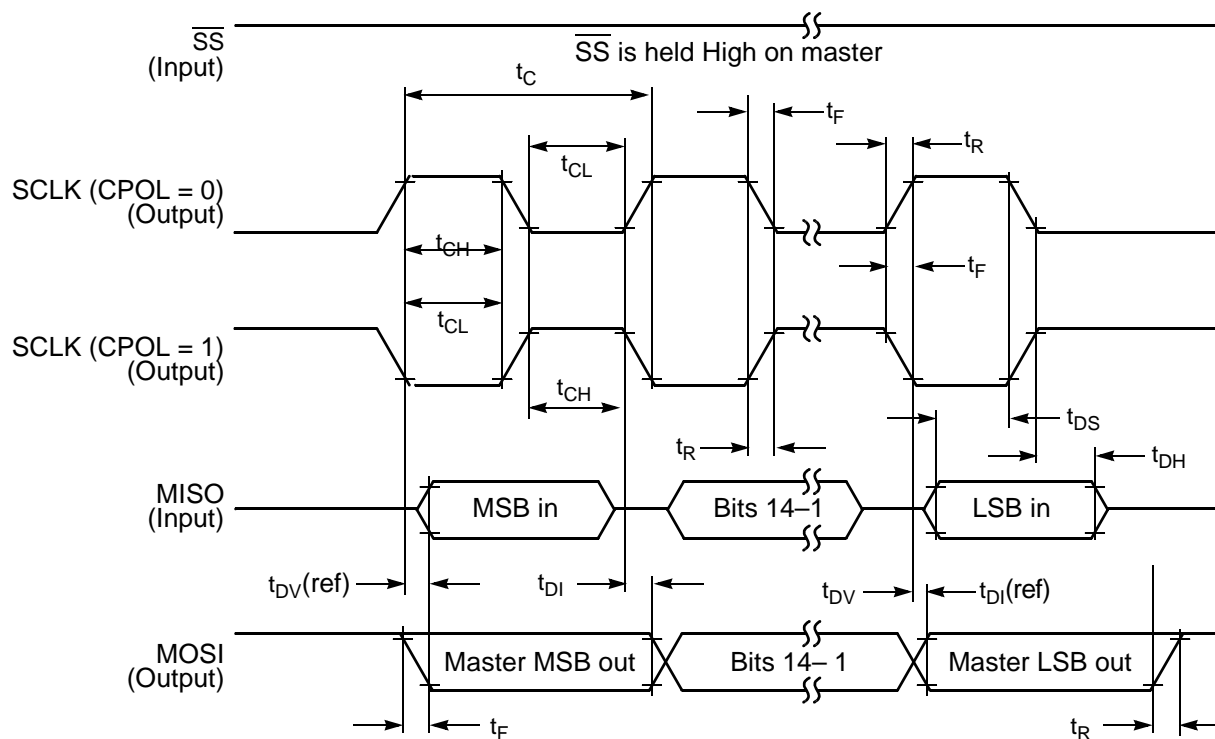 SS
(Input)
SS is held High on master
tC
tF
tR
tCL
SCLK (CPOL = 0)
(Output)
tCH
tF
tCL
SCLK (CPOL = 1)
(Output)
tCH
tDS
tR
tDH
MISO
(Input)
MSB in
Bits 14–1
LSB in
tDV(ref)
tDI
tDV
tDI(ref)
MOSI
(Output)
Master MSB out
Bits 14– 1
Master LSB out
tF
tR